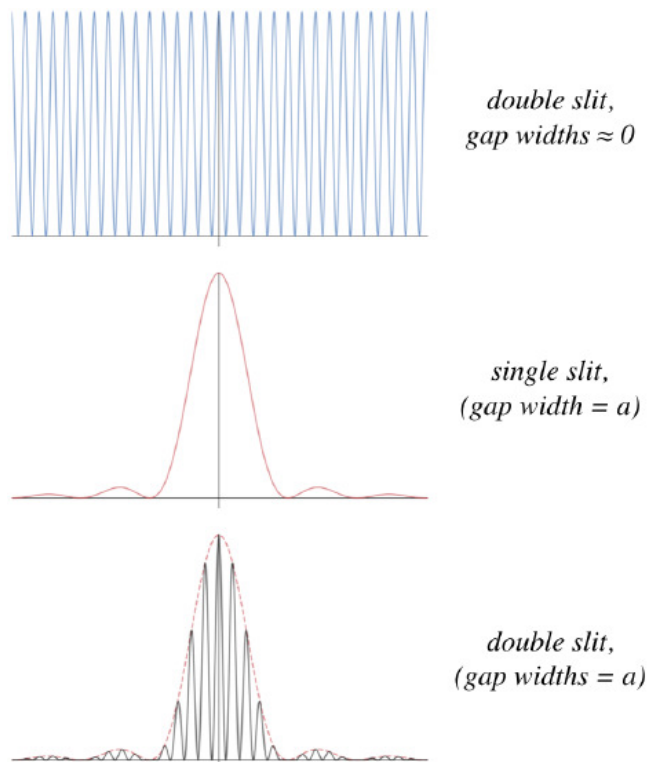 double slit,
gap widths ≈ 0
single slit,
(gap width = a)
double slit,
(gap widths = a)